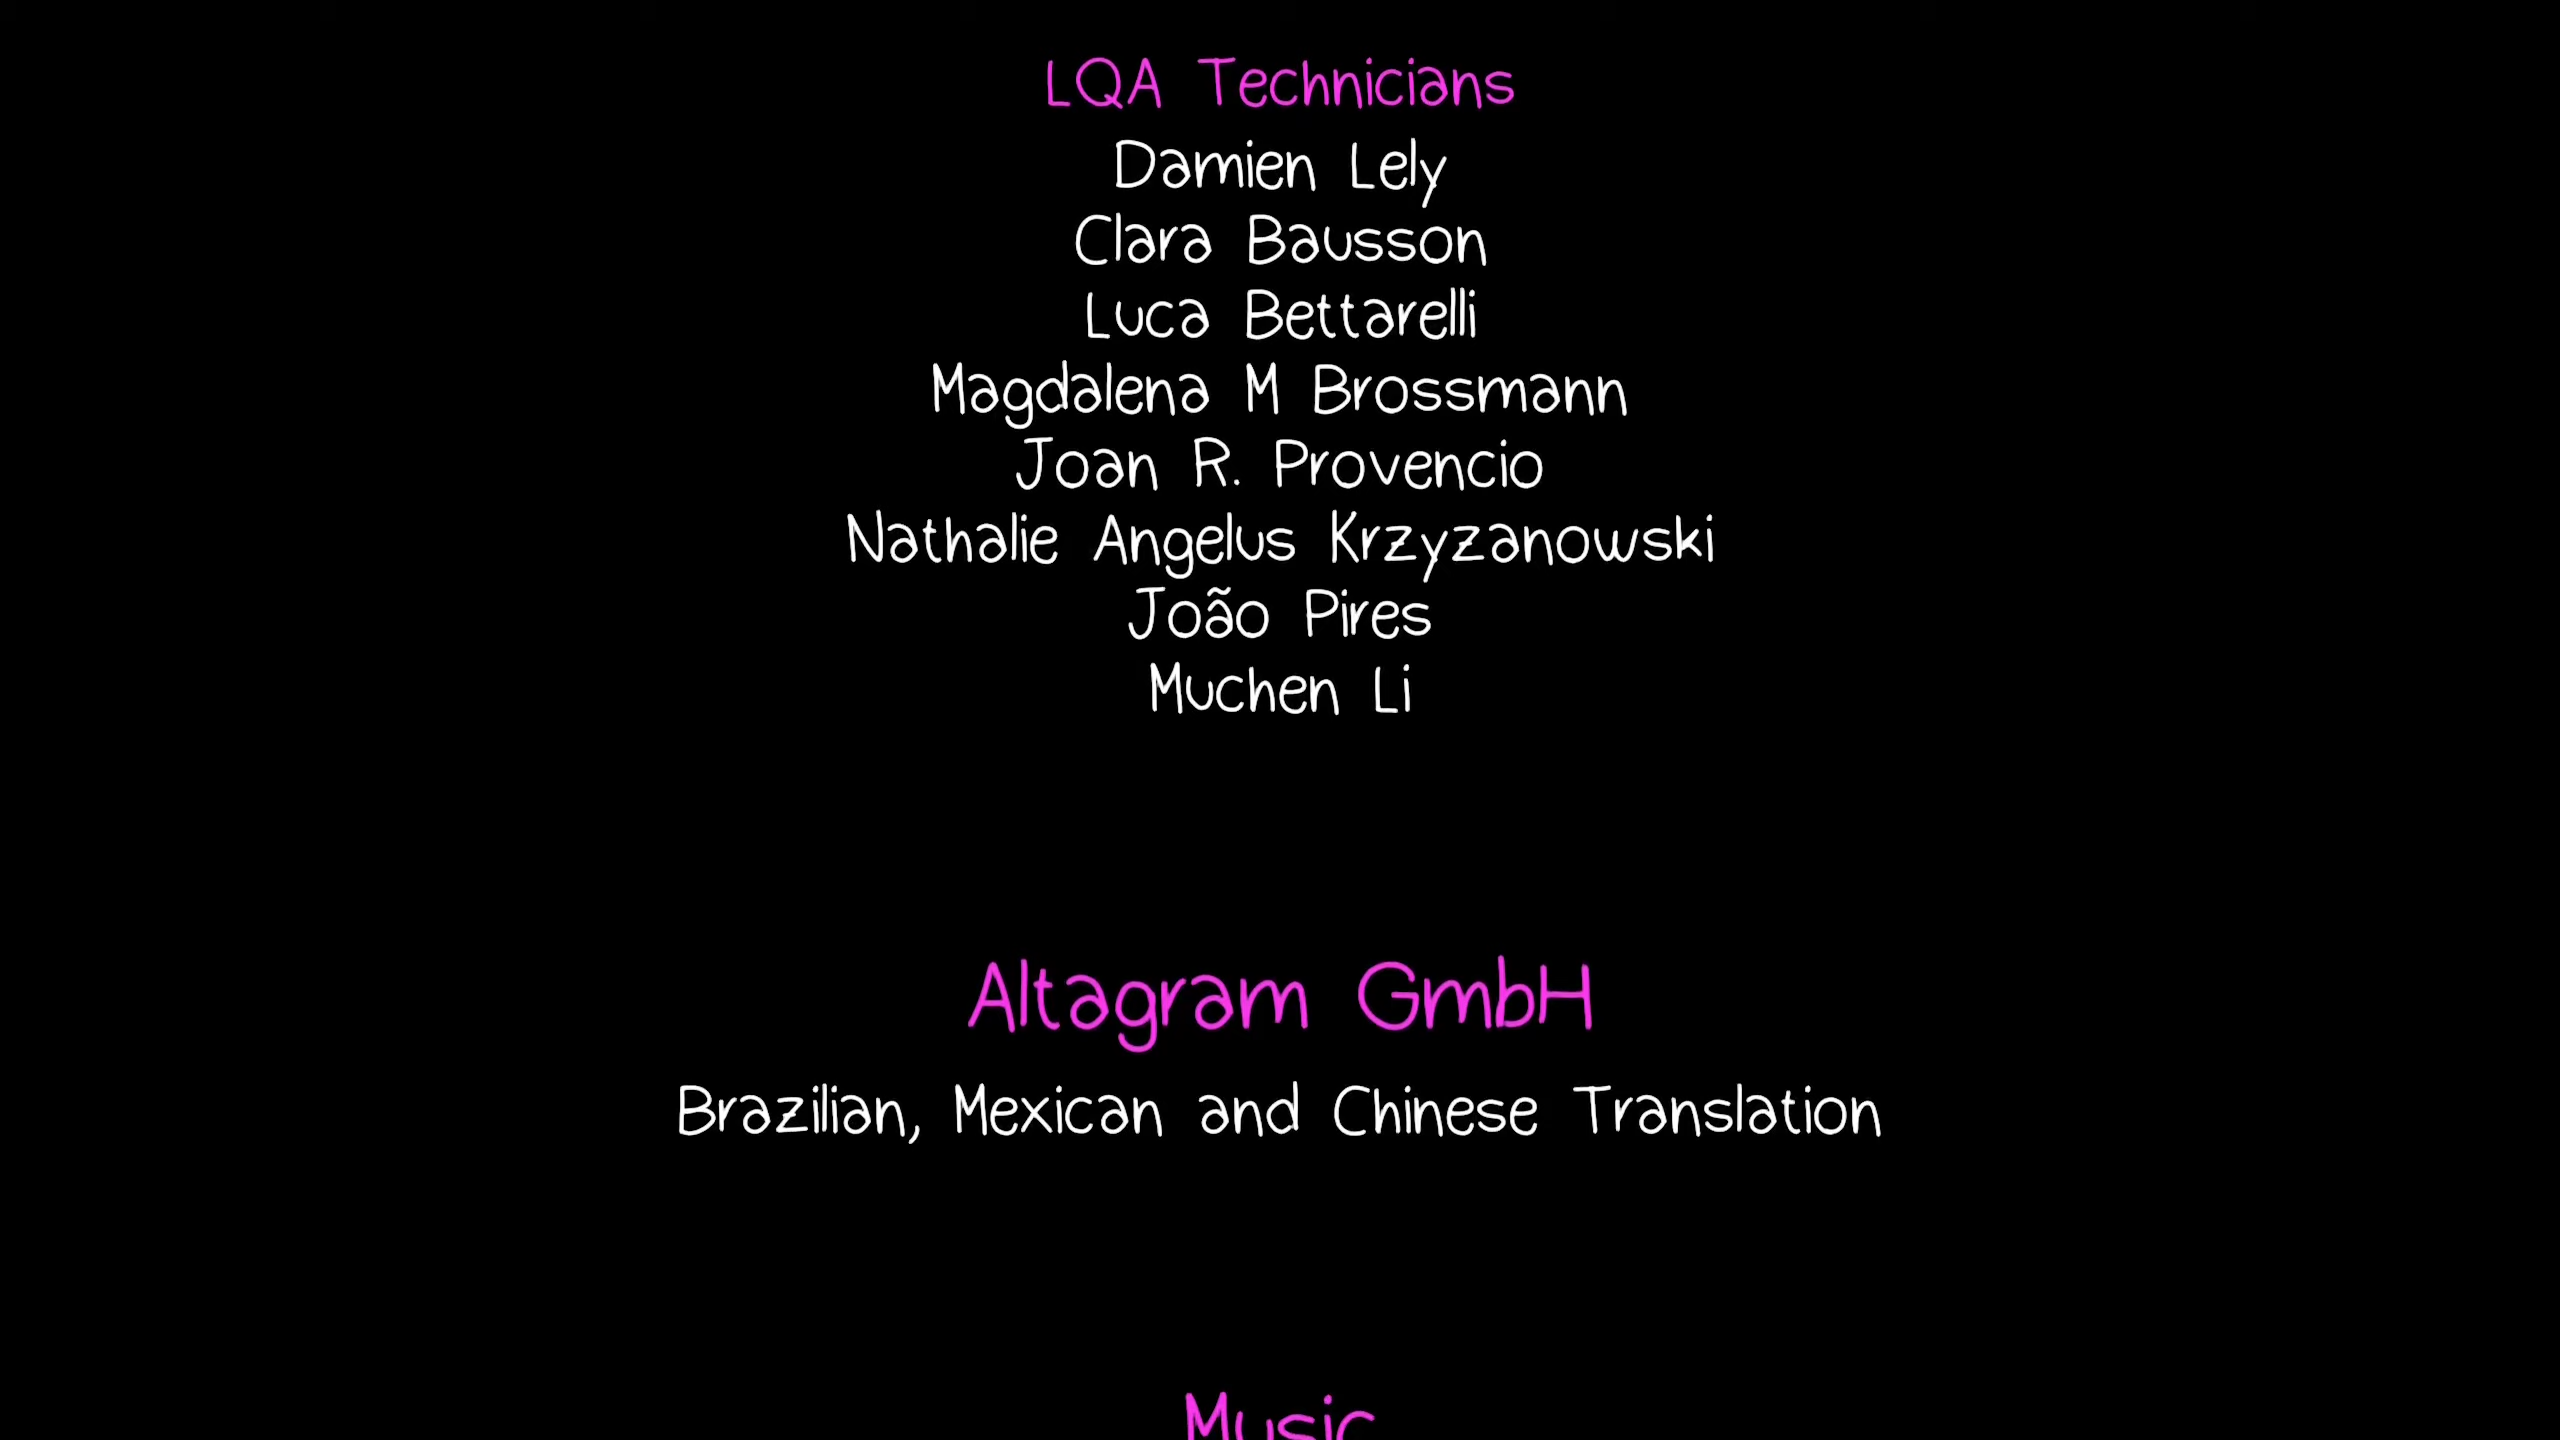 LQA Technicians
Damien Lely
Clara Bausson
Luca Bettarelli
Magdalena M Brossmann
Joan R. Provencio
Nathalie Angelus Krzyzanowski
João Pires
Muchen Li
Altagram GmbH
Brazilian, Mexican and Chinese Translation
Music